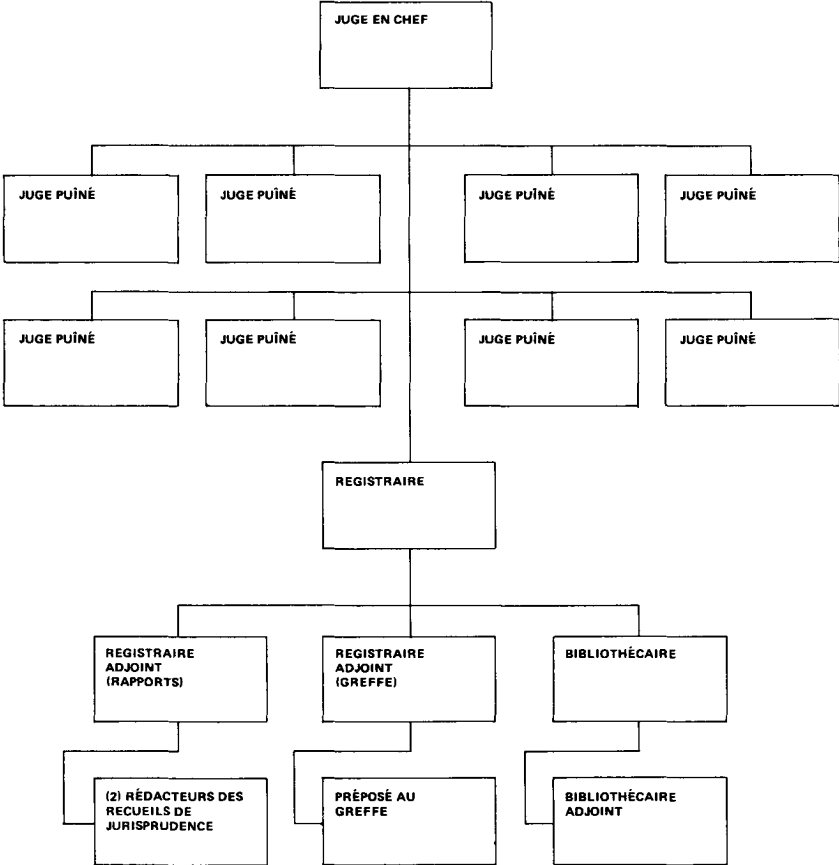 JUGE EN CHEF
JUGE PUÎNÉ
JUGE PUÎNÉ
JUGE PUÎNÉ
JUGE PUÎNÉ
JUGE PUÎNÉ
JUGE PUÎNÉ
JUGE PUÎNÉ
JUGE PUÎNÉ
REGISTRAIRE
REGISTRAIRE
ADJOINT
(RAPPORTS)
REGISTRAIRE
ADJOINT
(GREFFE)
BIBLIOTHÉCAIRE
(2) RÉDACTEURS DES
RECUEILS DE
JURISPRUDENCE
PRÉPOSÉ AU
GREFFE
BIBLIOTHÉCAIRE
ADJOINT